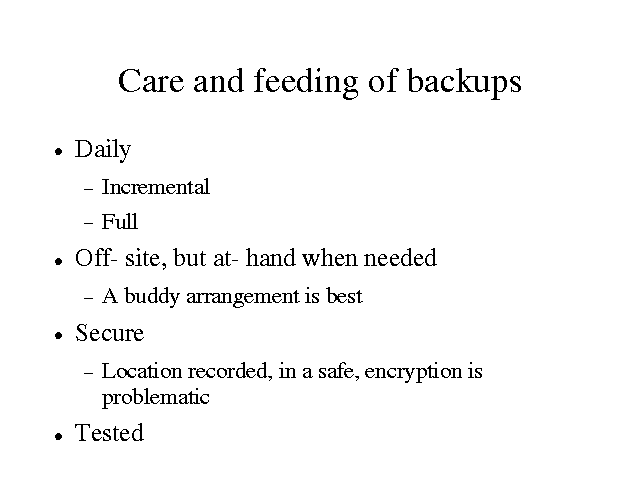 Care and feeding of backups
• Daily
– Incremental
– Full
• Off- site, but at- hand when needed
– A buddy arrangement is best
• Secure
– Location recorded, in a safe, encryption is
problematic
• Tested